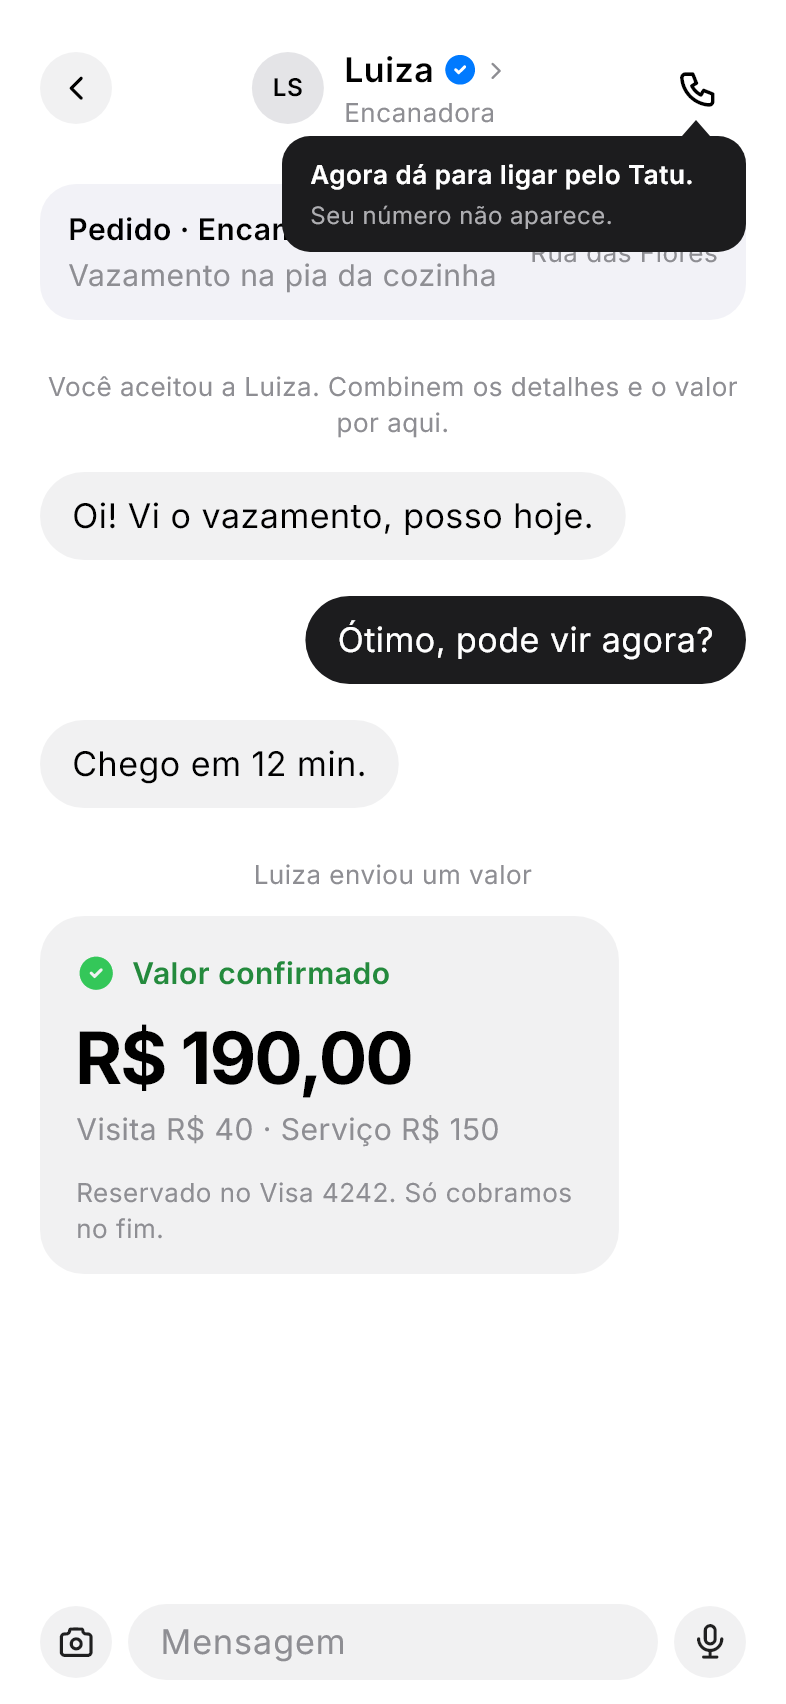 LS
Luiza
Encanadora
Agora dá para ligar pelo Tatu.
Seu número não aparece.
Pedido ·
Rua das Flores
Vazamento na pia da cozinha
Você aceitou a Luiza. Combinem os detalhes e o valor
por aqui.
Oi! Vi o vazamento, posso hoje.
Ótimo, pode vir agora?
Chego em 12 min.
Luiza enviou um valor
Valor confirmado
R$ 190,00
Visita R$ 40 · Serviço R$ 150
Reservado no Visa 4242. Só cobramos
no fim.
Mensagem